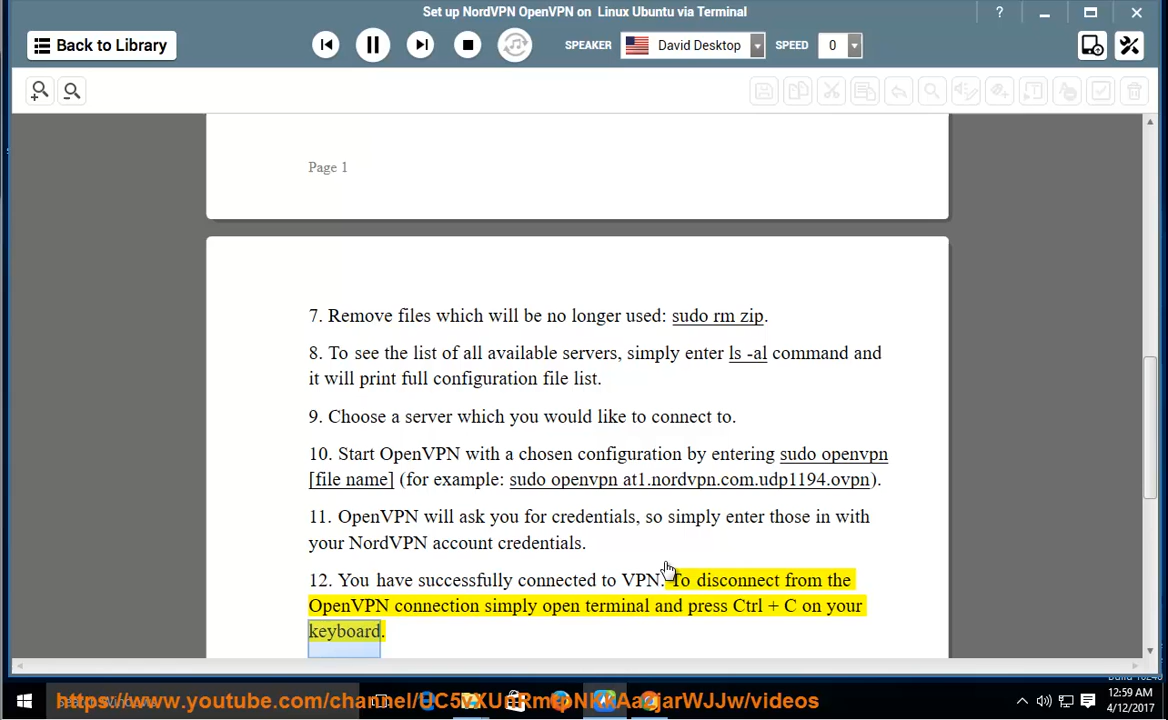 Set up NordVPN OpenVPN on Linux Ubuntu via Terminal
?
Back to Library
SPEAKER
David Desktop
SPEED
0
Page 1
7. Remove files which will be no longer used: sudo rm zip.
8. To see the list of all available servers, simply enter ls -al command and
it will print full configuration file list.
9. Choose a server which you would like to connect to.
10. Start OpenVPN with a chosen configuration by entering sudo openvpn
[file name] (for example: sudo openvpn at1.nordvpn.com.udp1194.ovpn).
11. OpenVPN will ask you for credentials, so simply enter those in with
your NordVPN account credentials.
12. You have successfully connected to VPN. To disconnect from the
OpenVPN connection simply open terminal and press Ctrl + C on your
keyboard.
12:59 AM
4/12/2017